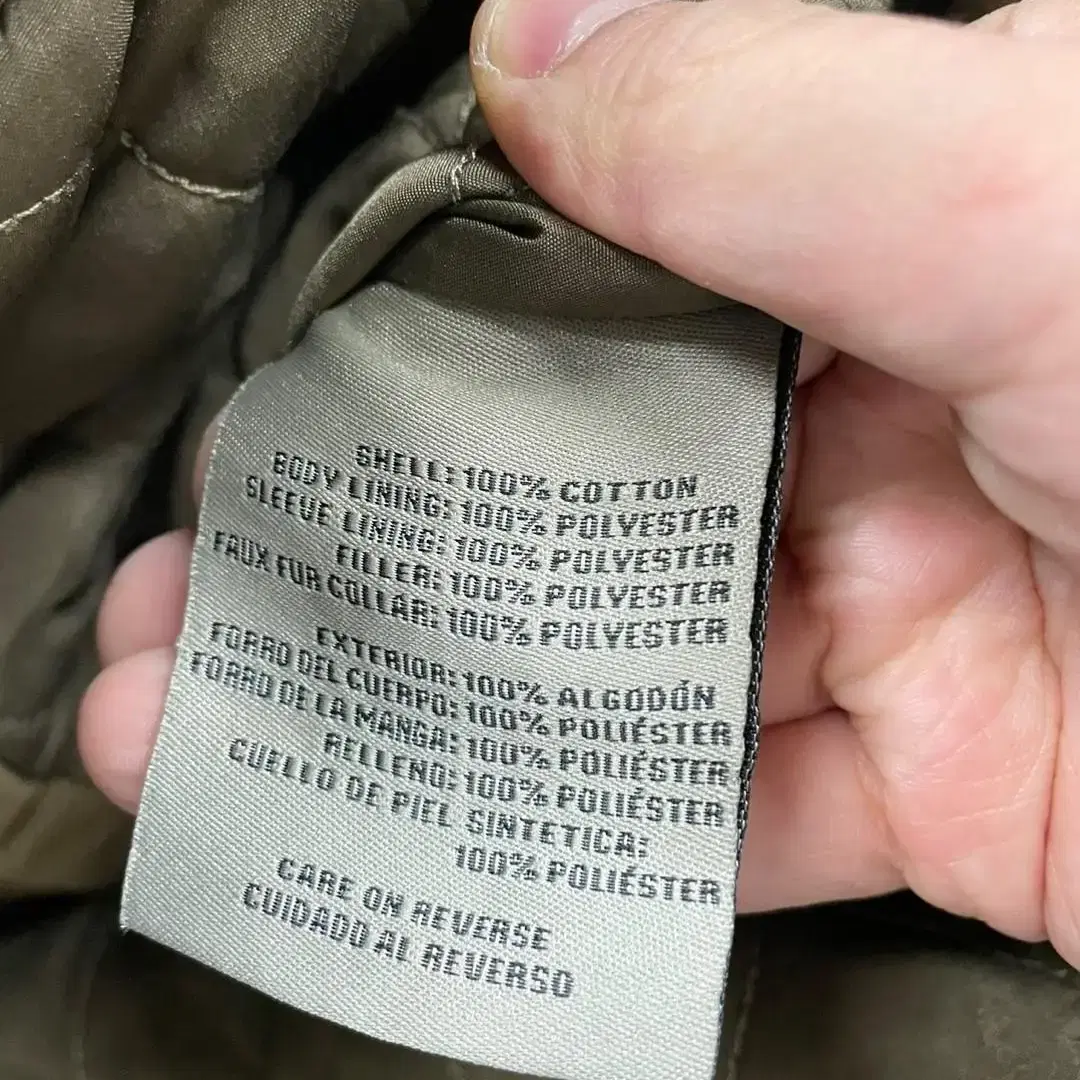 SHELL: 100% COTTON
BODY LINING: 100% POLYESTER
SLEEVE LINING: 100% POLYESTER
FILLER: 100% POLYESTER
FAUX FUR COLLAR: 100% POLYESTER
EXTERIOR: 100% ALGODÓN
FORRO DEL CUERPO: 100% POLIÉSTER
FORRO DE LA MANGA: 100% POLIÉSTER
RELLENO: 100% POLIÉSTER
CUELLO DE PIEL SINTETICA:
100% POLIÉSTER
CARE ON REVERSE
CUIDADO AL REVERSO